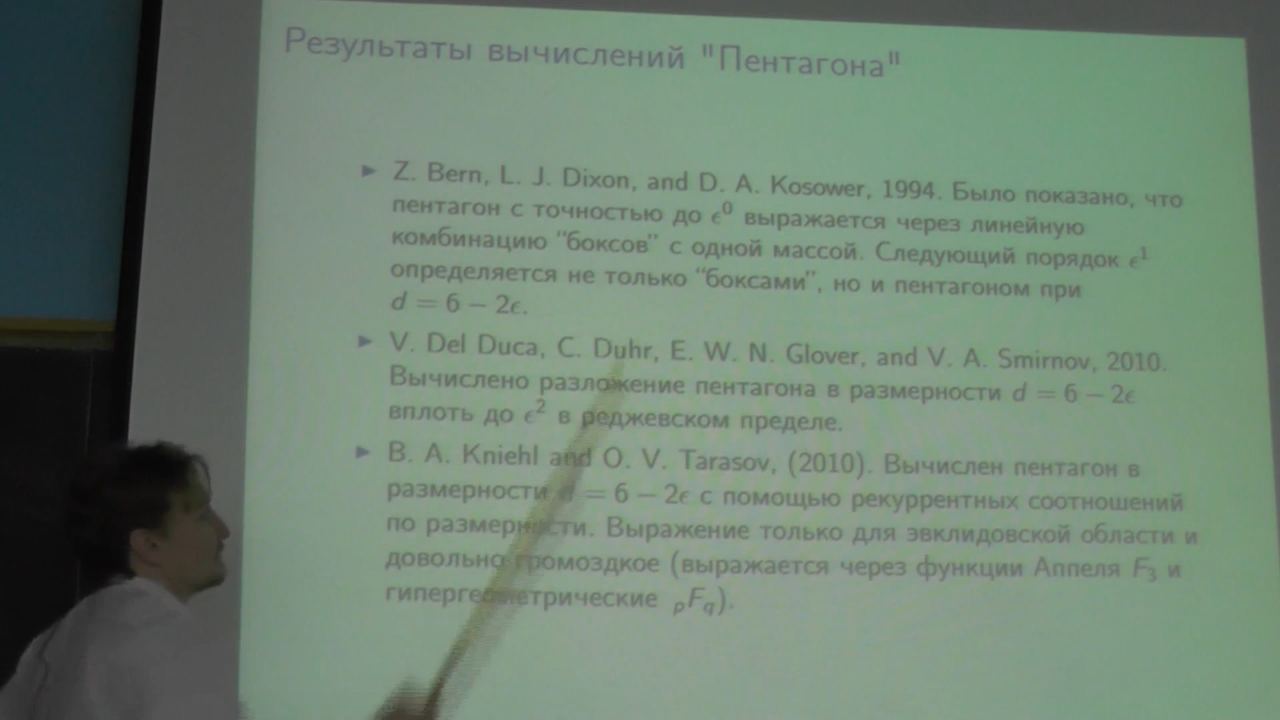 Результаты вычислений "Пентагона"
▶ Z. Bern, L. J. Dixon, and D. A. Kosower, 1994. Было показано, что
пентагон с точностью до ϵ⁰ выражается через линейную
комбинацию “боксов” с одной массой. Следующий порядок ϵ¹
определяется не только “боксами”, но и пентагоном при
d = 6 − 2ϵ.
▶ V. Del Duca, C. Duhr, E. W. N. Glover, and V. A. Smirnov, 2010.
Вычислено разложение пентагона в размерности d = 6 − 2ϵ
вплоть до ϵ² в реджевском пределе.
▶ B. A. Kniehl and O. V. Tarasov, (2010). Вычислен пентагон в
размерности d = 6 − 2ϵ с помощью рекуррентных соотношений
по размерности. Выражение только для эвклидовской области и
довольно громоздкое (выражается через функции Аппеля F₃ и
гипергеометрические ₚF_q).